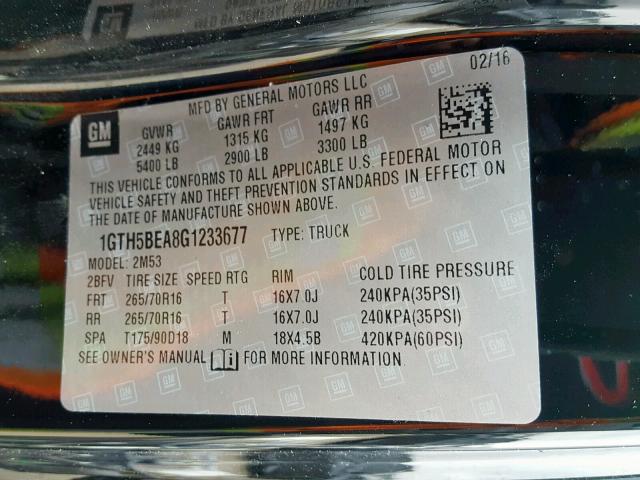 02/16
MFD BY GENERAL MOTORS LLC
GM
GVWR GAWR FRT GAWR RR
2449 KG 1315 KG 1497 KG
5400 LB 2900 LB 3300 LB
THIS VEHICLE CONFORMS TO ALL APPLICABLE U.S. FEDERAL MOTOR
VEHICLE SAFETY AND THEFT PREVENTION STANDARDS IN EFFECT ON
THE DATE OF MANUFACTURE SHOWN ABOVE.
1GTH5BEA8G1233677 TYPE: TRUCK
MODEL: 2M53
2BFV TIRE SIZE SPEED RTG RIM COLD TIRE PRESSURE
FRT 265/70R16 T 16X7.0J 240KPA(35PSI)
RR 265/70R16 T 16X7.0J 240KPA(35PSI)
SPA T175/90D18 M 18X4.5B 420KPA(60PSI)
SEE OWNER'S MANUAL FOR MORE INFORMATION